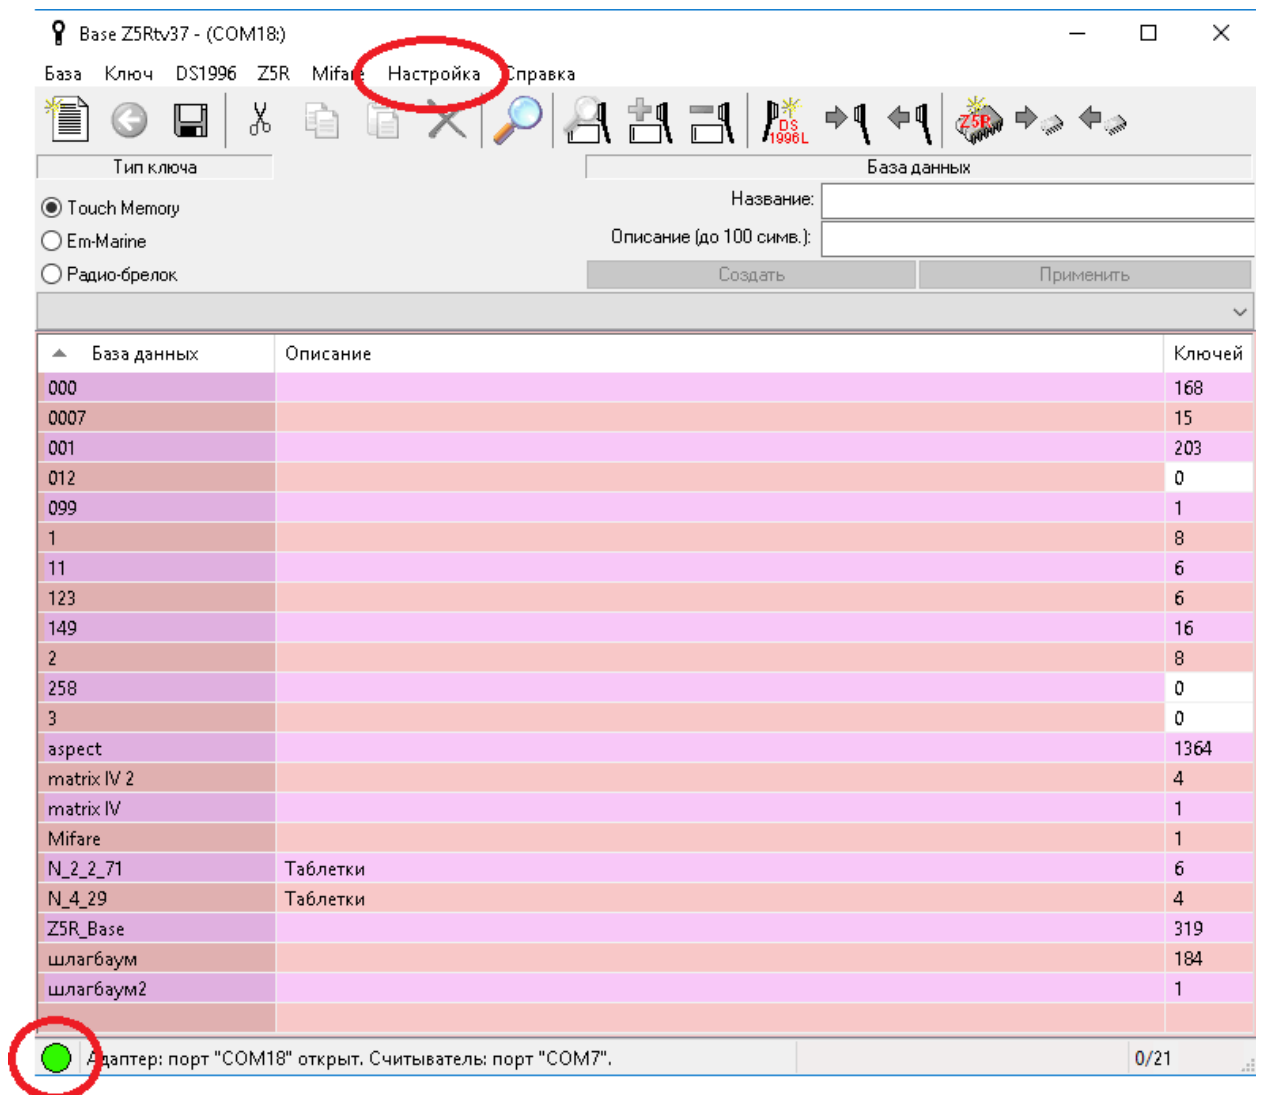 Base Z5Rtv37 - (COM18:)
База Ключ DS1996 Z5R Mifare Настройка Справка
DS 1996L Z5R
Тип ключа База данных
Touch Memory Название:
Em-Marine Описание (до 100 симв.):
Радио-брелок Создать Применить
База данных Описание Ключей
000 168
0007 15
001 203
012 0
099 1
1 8
11 6
123 6
149 16
2 8
258 0
3 0
aspect 1364
matrix IV 2 4
matrix IV 1
Mifare 1
N_2_2_71 Таблетки 6
N_4_29 Таблетки 4
Z5R_Base 319
шлагбаум 184
шлагбаум2 1
Адаптер: порт "COM18" открыт. Считыватель: порт "COM7". 0/21